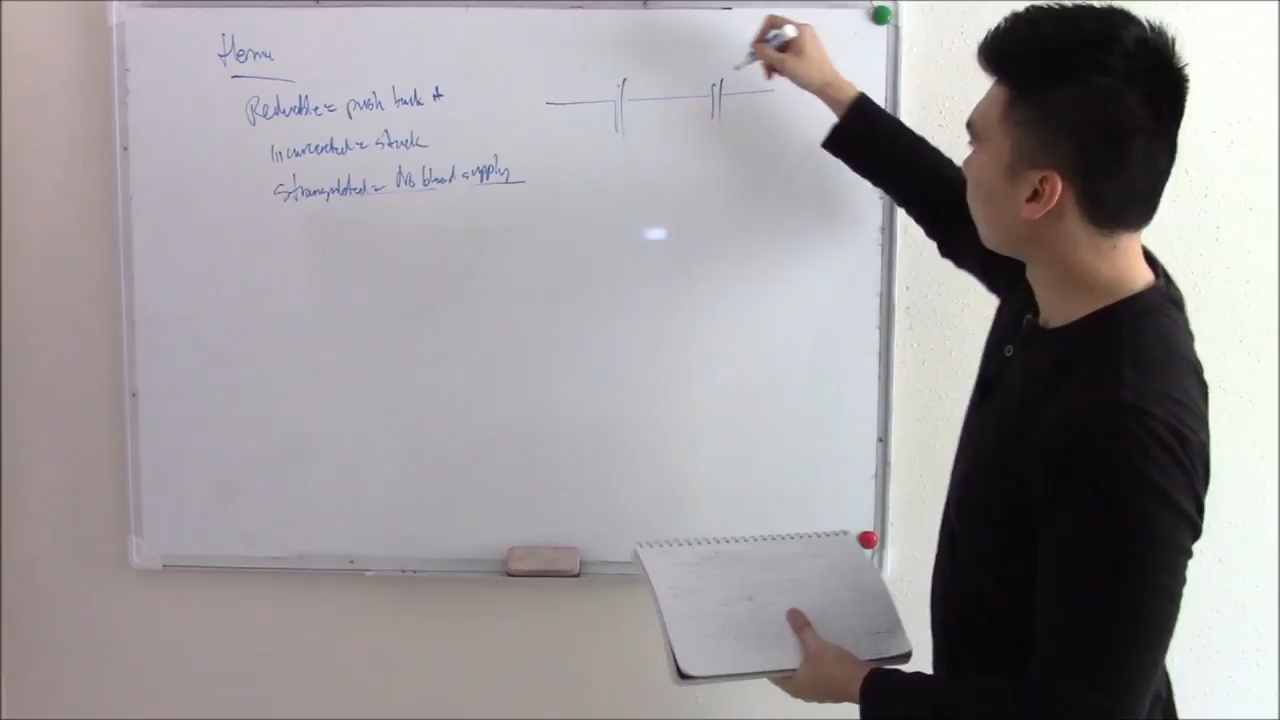 Hernia
Reducible = push back
Incarcerated = stuck
Strangulated = No blood supply